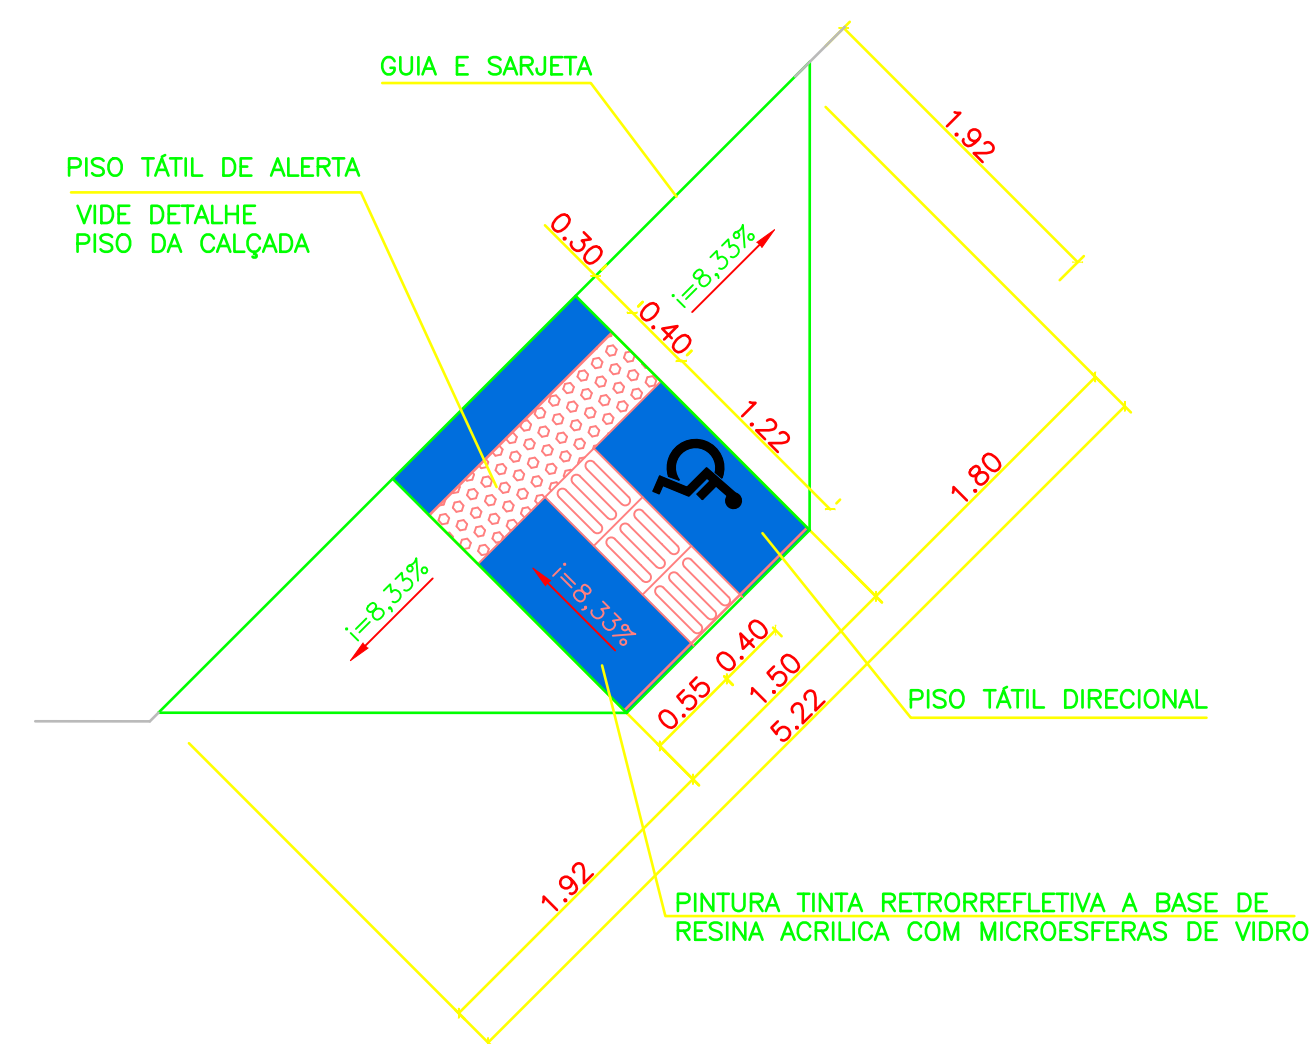 GUIA E SARJETA
1.92
PISO TÁTIL DE ALERTA
VIDE DETALHE
PISO DA CALÇADA
0.30
i=8,33%
0.40
1.22
1.80
i=8,33%
i=8,33%
0.40
0.55
1.50
5.22
PISO TÁTIL DIRECIONAL
1.92
PINTURA TINTA RETRORREFLETIVA A BASE DE
RESINA ACRILICA COM MICROESFERAS DE VIDRO